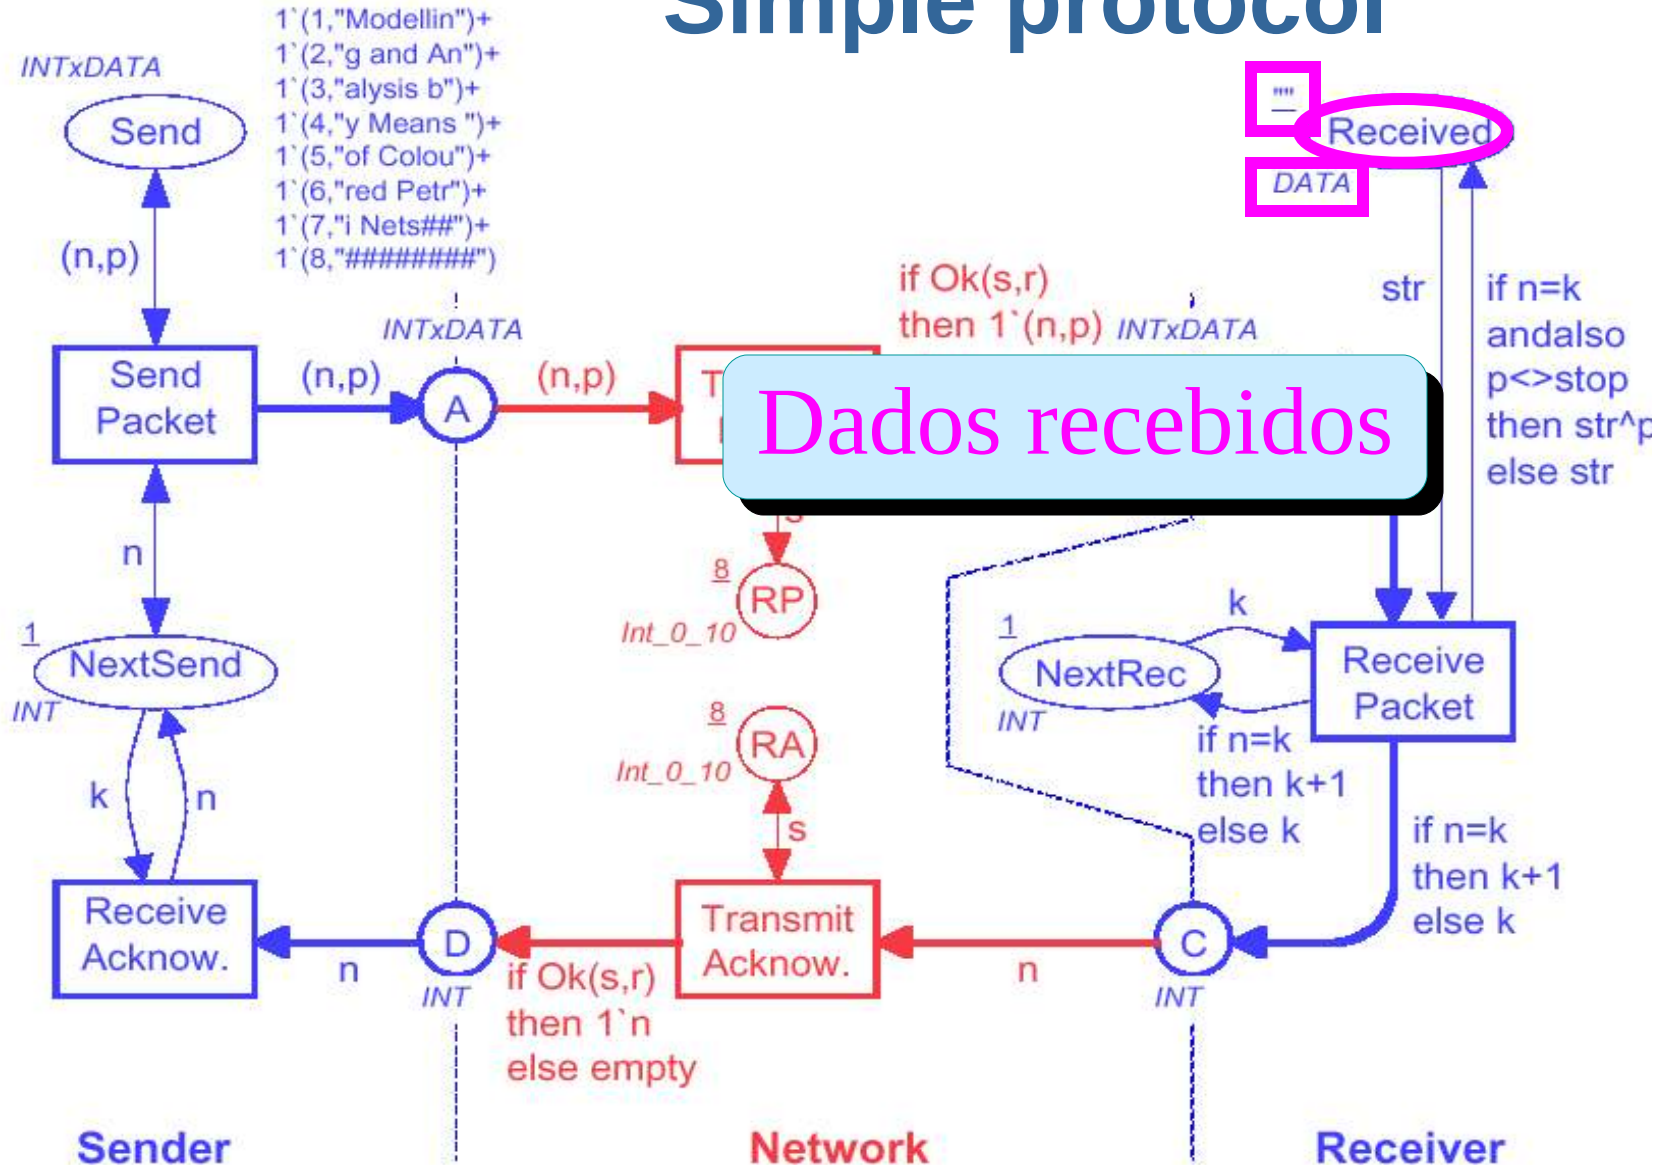 Simple protocol
INTxDATA
Send
1`(1,"Modellin")+
1`(2,"g and An")+
1`(3,"alysis b")+
1`(4,"y Means ")+
1`(5,"of Colou")+
1`(6,"red Petr")+
1`(7,"i Nets##")+
1`(8,"########")
""
Received
DATA
(n,p)
str
if n=k
andalso
p<>stop
then str^p
else str
if Ok(s,r)
then 1`(n,p)
INTxDATA
INTxDATA
Send
Packet
(n,p)
A
(n,p)
Dados recebidos
s
n
8
RP
Int_0_10
1
NextSend
INT
1
NextRec
INT
k
Receive
Packet
8
RA
Int_0_10
if n=k
then k+1
else k
k
n
s
if n=k
then k+1
else k
Receive
Acknow.
n
D
INT
if Ok(s,r)
then 1`n
else empty
Transmit
Acknow.
n
C
INT
Sender
Network
Receiver